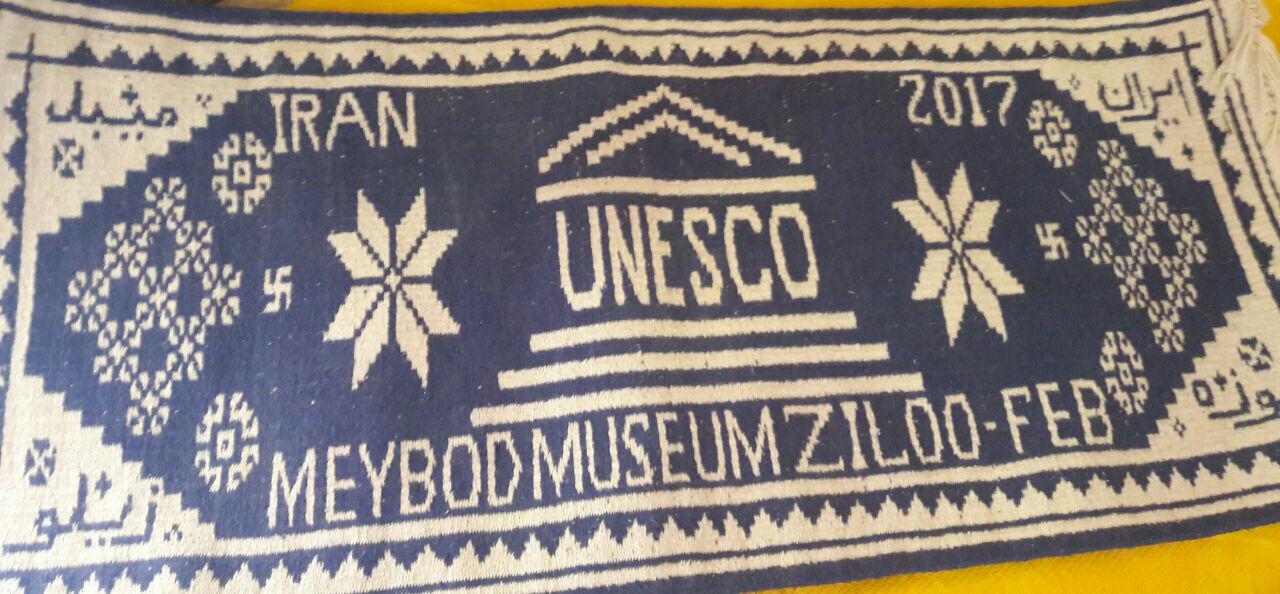 میبد
IRAN
2017
ایران
UNESCO
MEYBOD MUSEUM ZILOO-FEB
زیلو
موزه